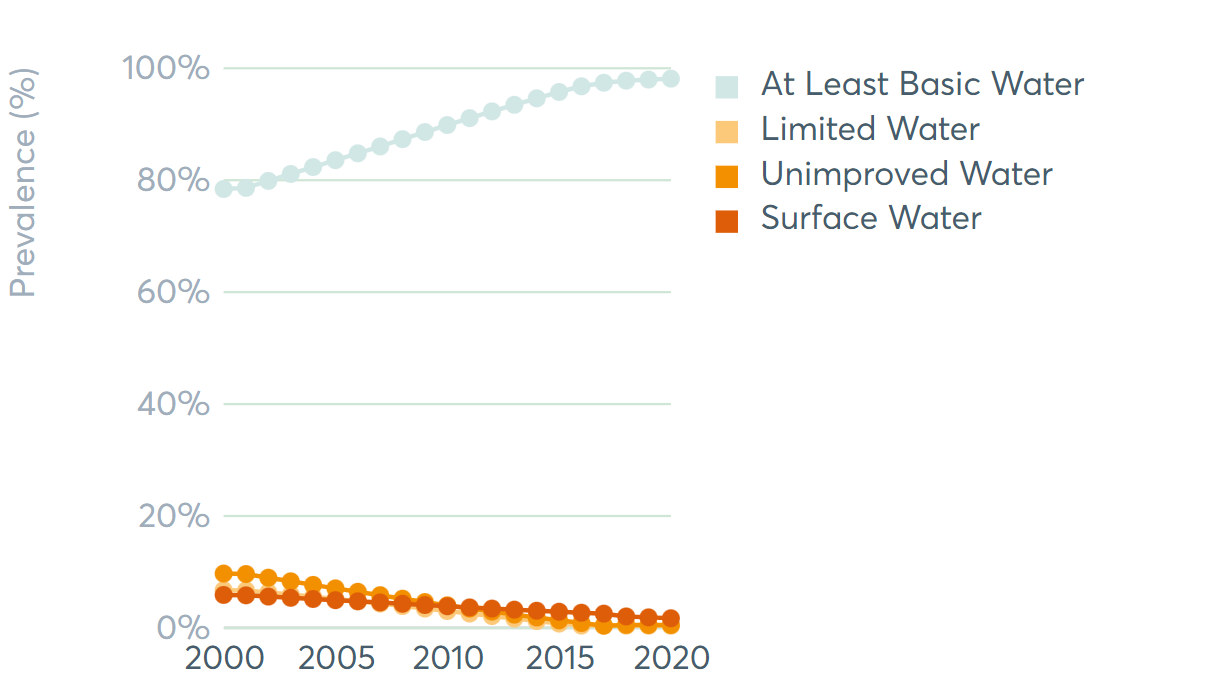 Prevalence (%)
100%
80%
60%
40%
20%
0%
2000 2005 2010 2015 2020
At Least Basic Water
Limited Water
Unimproved Water
Surface Water